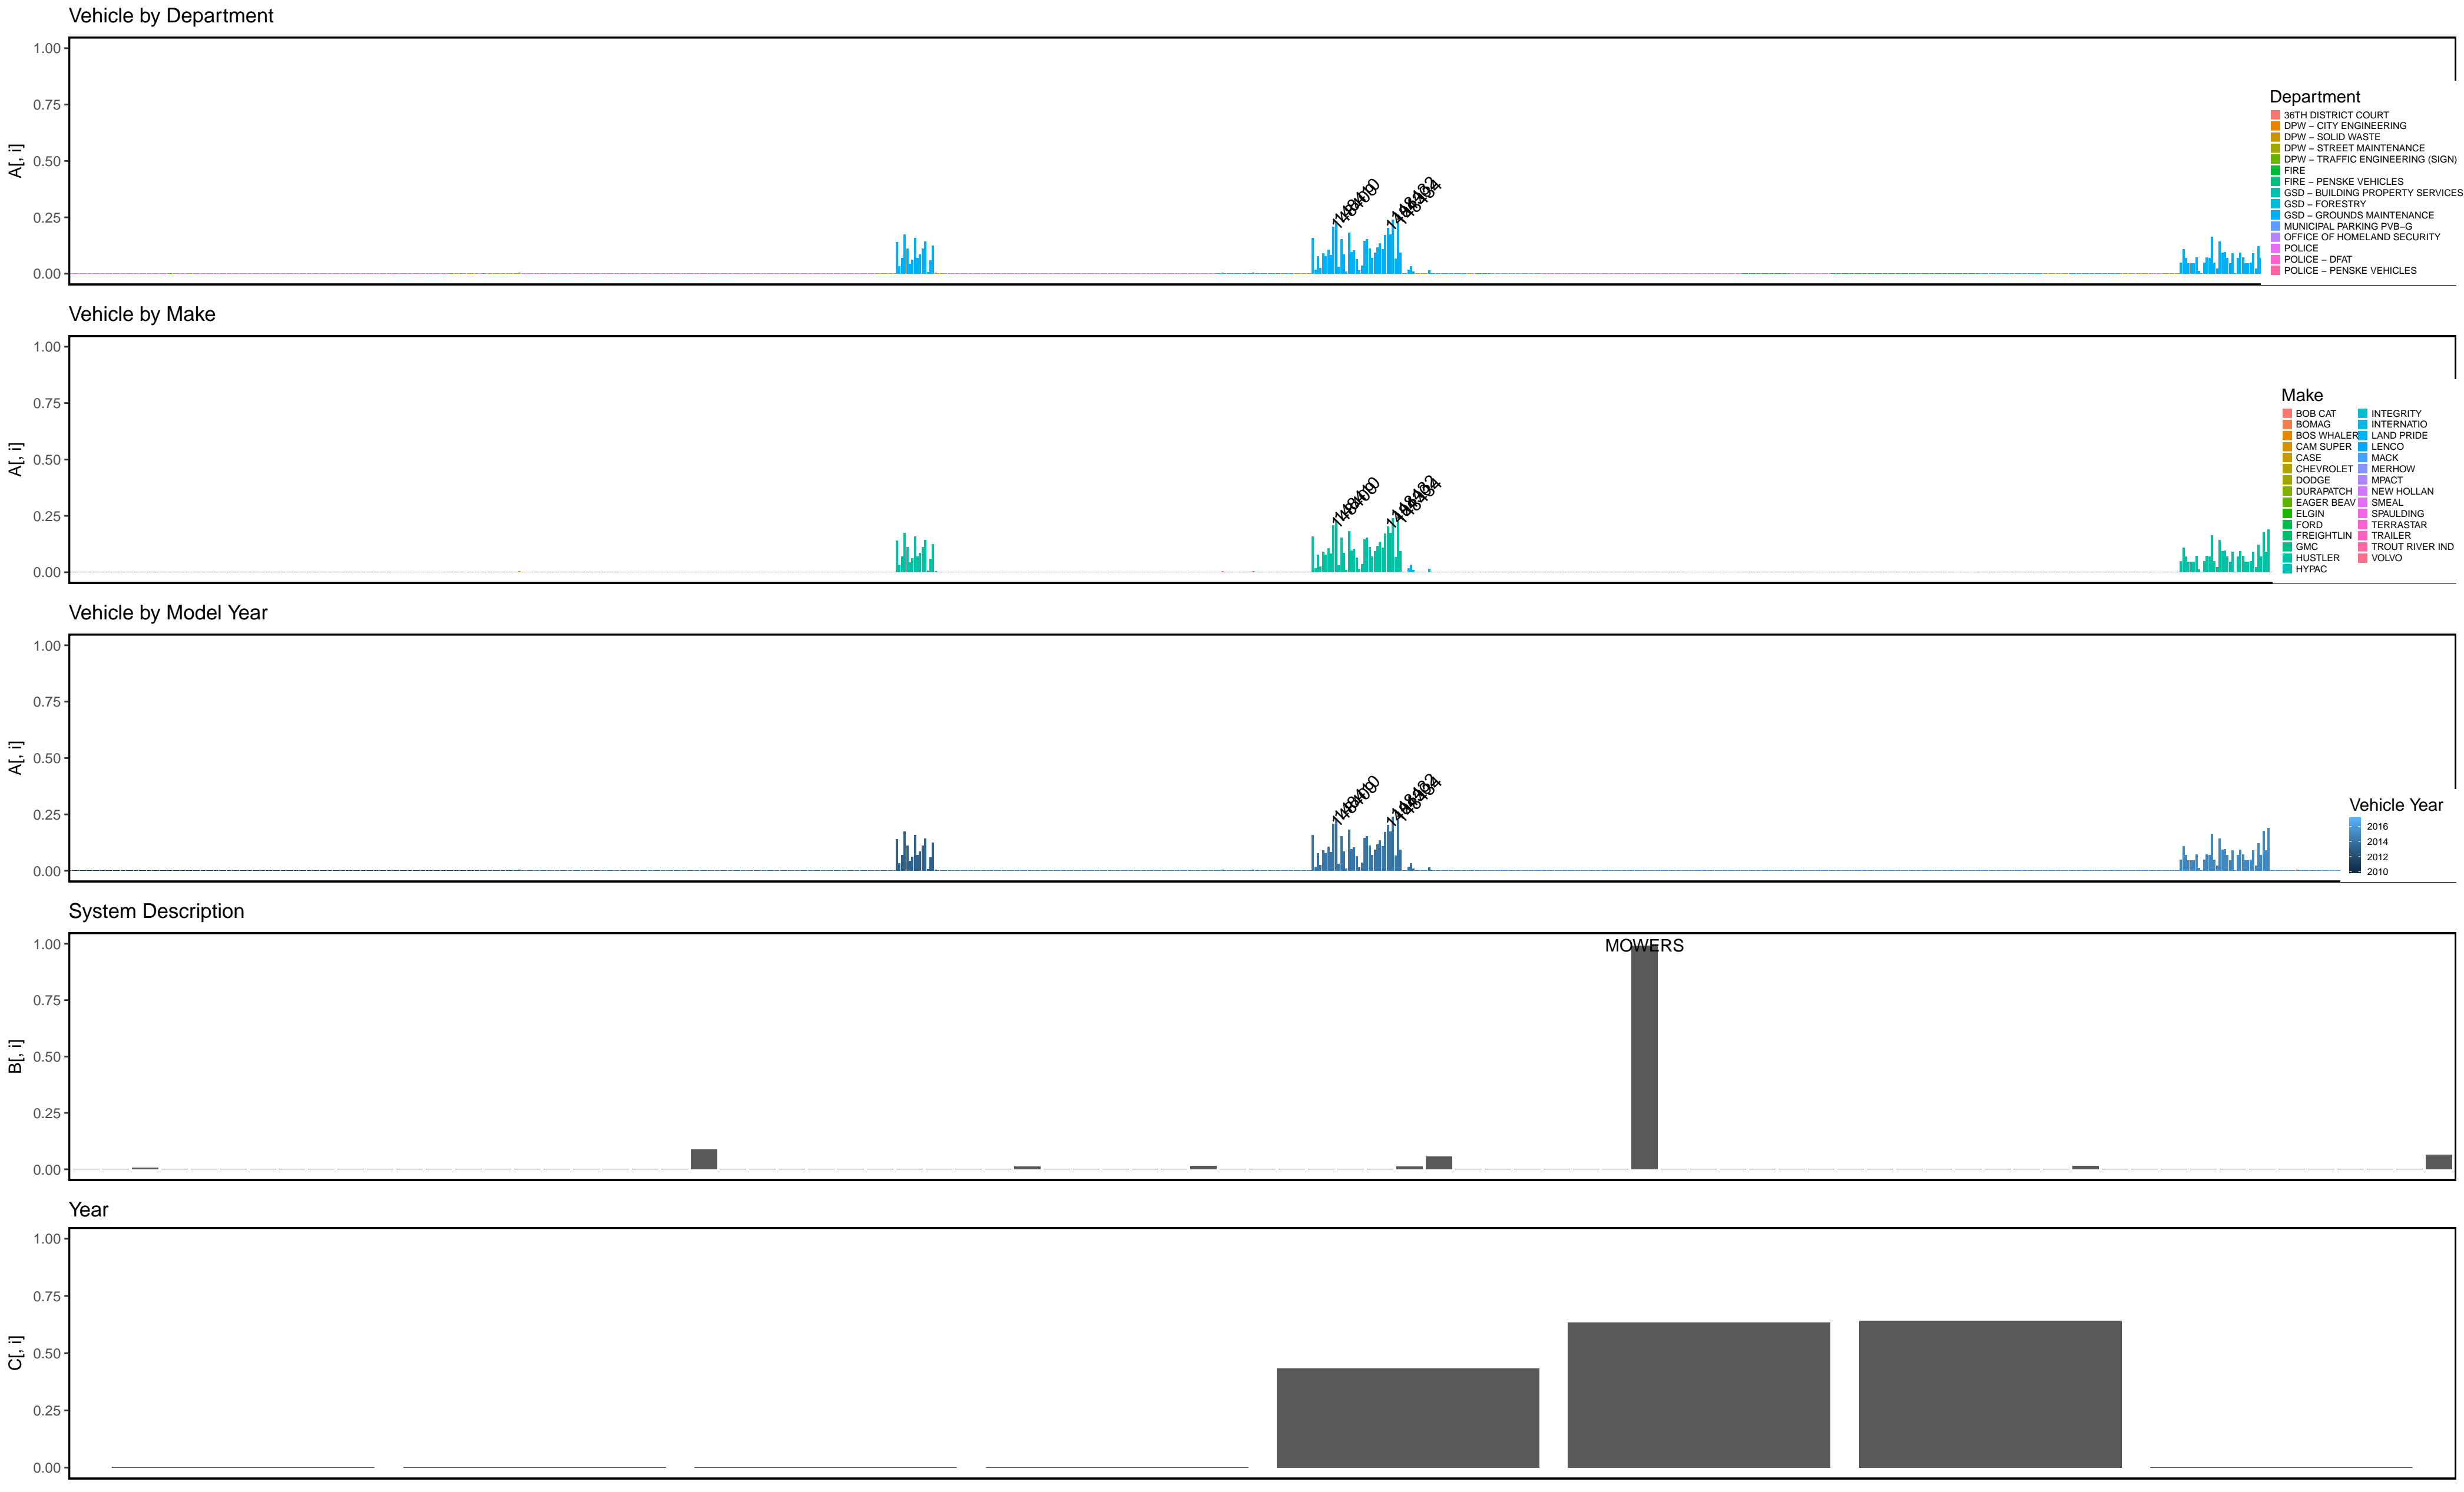 Vehicle by Department
A[, i]
1.00
0.75
0.50
0.25
0.00
Department
36TH DISTRICT COURT
DPW − CITY ENGINEERING
DPW − SOLID WASTE
DPW − STREET MAINTENANCE
DPW − TRAFFIC ENGINEERING (SIGN)
FIRE
FIRE − PENSKE VEHICLES
GSD − BUILDING PROPERTY SERVICES
GSD − FORESTRY
GSD − GROUNDS MAINTENANCE
MUNICIPAL PARKING PVB−G
OFFICE OF HOMELAND SECURITY
POLICE
POLICE − DFAT
POLICE − PENSKE VEHICLES
Vehicle by Make
A[, i]
1.00
0.75
0.50
0.25
0.00
Make
BOB CAT
BOMAG
BOS WHALER
CAM SUPER
CASE
CHEVROLET
DODGE
DURAPATCH
EAGER BEAV
ELGIN
FORD
FREIGHTLIN
GMC
HUSTLER
HYPAC
INTEGRITY
INTERNATIO
LAND PRIDE
LENCO
MACK
MERHOW
MPACT
NEW HOLLAN
SMEAL
SPAULDING
TERRASTAR
TRAILER
TROUT RIVER IND
VOLVO
Vehicle by Model Year
A[, i]
1.00
0.75
0.50
0.25
0.00
Vehicle Year
2016
2014
2012
2010
System Description
B[, i]
1.00
0.75
0.50
0.25
0.00
MOWERS
Year
C[, i]
1.00
0.75
0.50
0.25
0.00